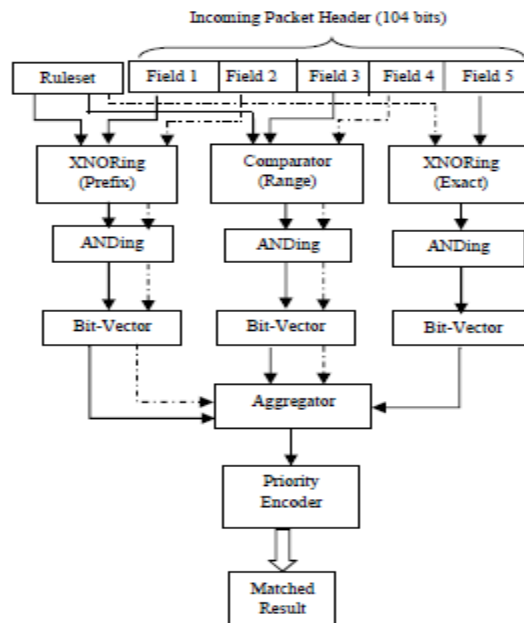 Incoming Packet Header (104 bits)
Ruleset
Field 1
Field 2
Field 3
Field 4
Field 5
XNORing
(Prefix)
Comparator
(Range)
XNORing
(Exact)
ANDing
ANDing
ANDing
Bit-Vector
Bit-Vector
Bit-Vector
Aggregator
Priority
Encoder
Matched
Result